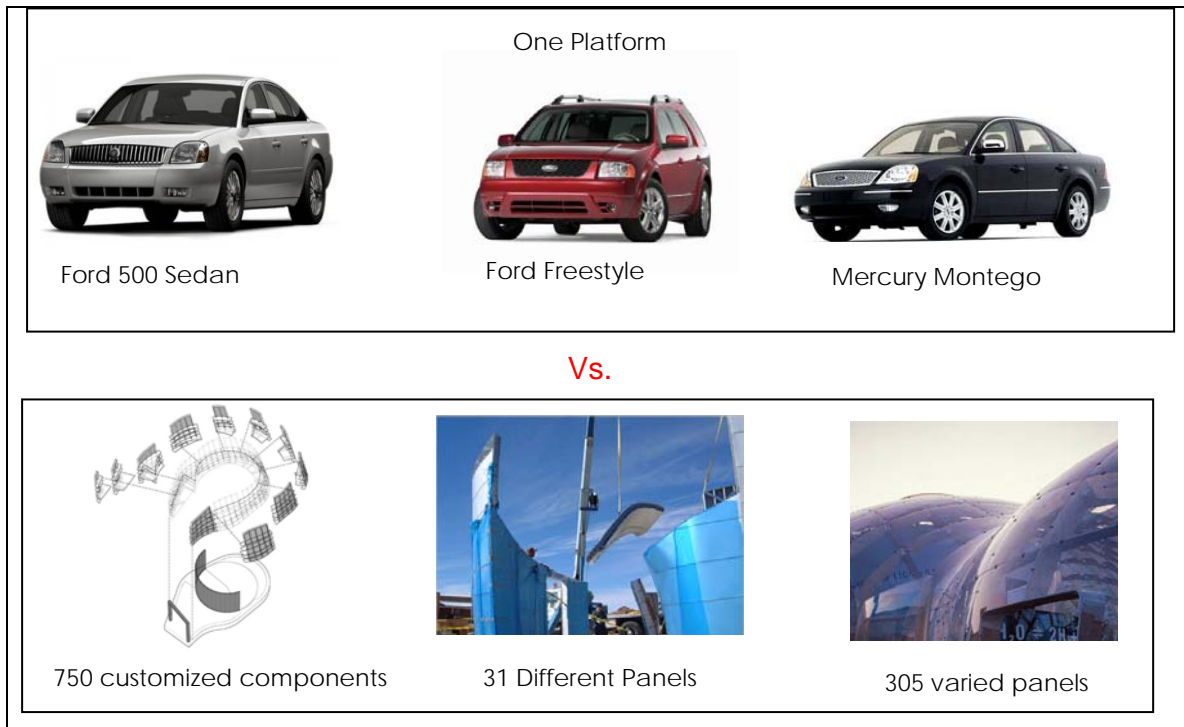 One Platform
Ford 500 Sedan
Ford Freestyle
Mercury Montego
Vs.
750 customized components
31 Different Panels
305 varied panels